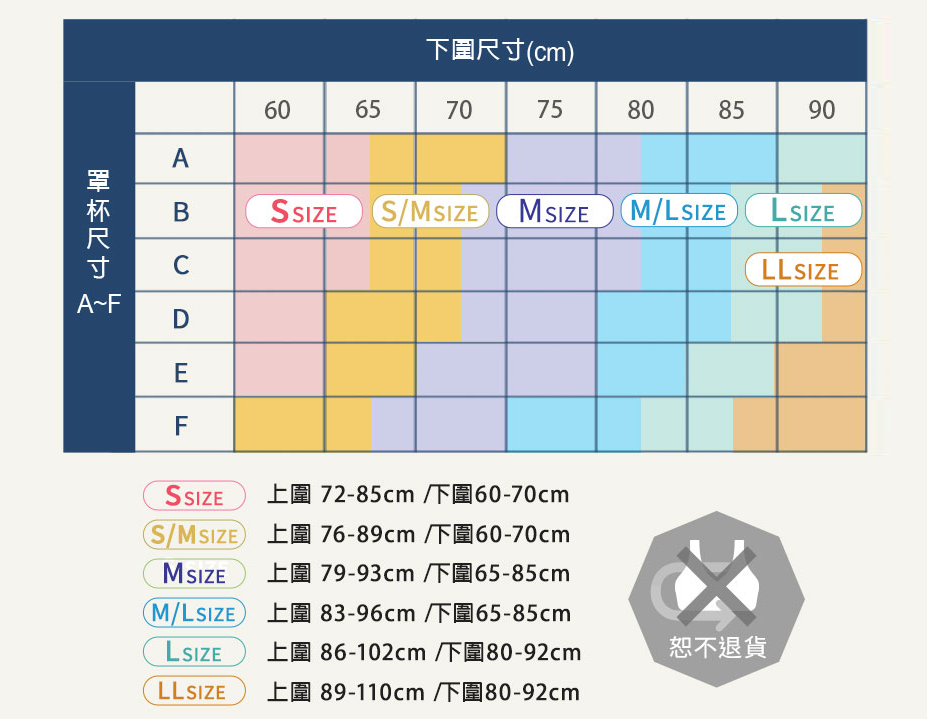 下圍尺寸(cm)
60 65 70 75 80 85 90
罩杯尺寸
A~F
A
B S SIZE S/M SIZE M SIZE M/L SIZE L SIZE
C LL SIZE
D
E
F
S SIZE 上圍 72-85cm /下圍60-70cm
S/M SIZE 上圍 76-89cm /下圍60-70cm
M SIZE 上圍 79-93cm /下圍65-85cm
M/L SIZE 上圍 83-96cm /下圍65-85cm
L SIZE 上圍 86-102cm /下圍80-92cm
LL SIZE 上圍 89-110cm /下圍80-92cm
恕不退貨